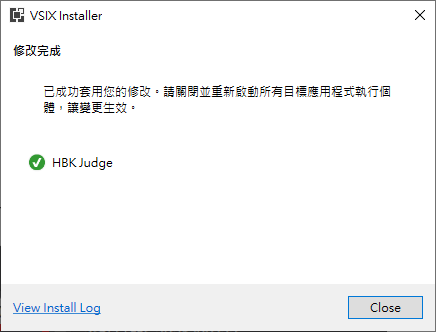 VSIX Installer
修改完成
已成功套用您的修改。請關閉並重新啟動所有目標應用程式執行個
體，讓變更生效。
HBK Judge
View Install Log
Close